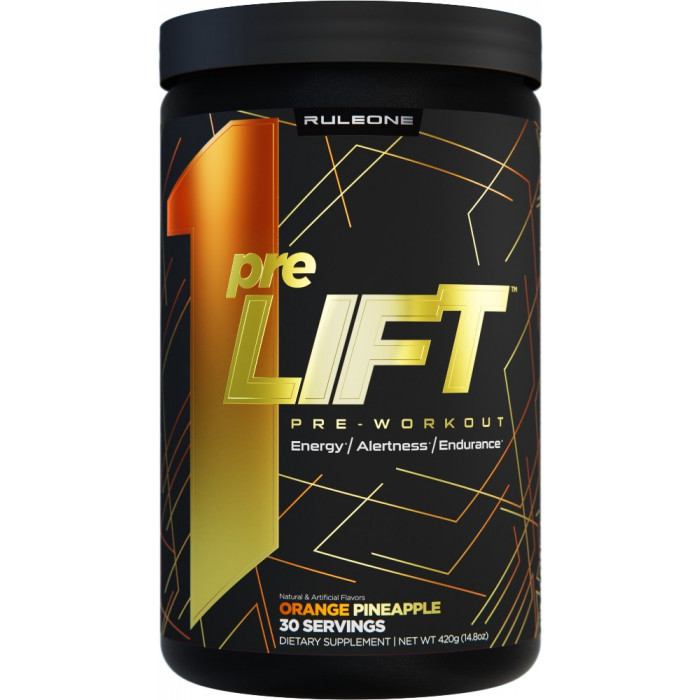 RULEONE
1
pre
LIFT™
PRE-WORKOUT
Energy*/Alertness*/Endurance*
Natural & Artificial Flavors
ORANGE PINEAPPLE
30 SERVINGS
DIETARY SUPPLEMENT | NET WT 420g (14.8oz)